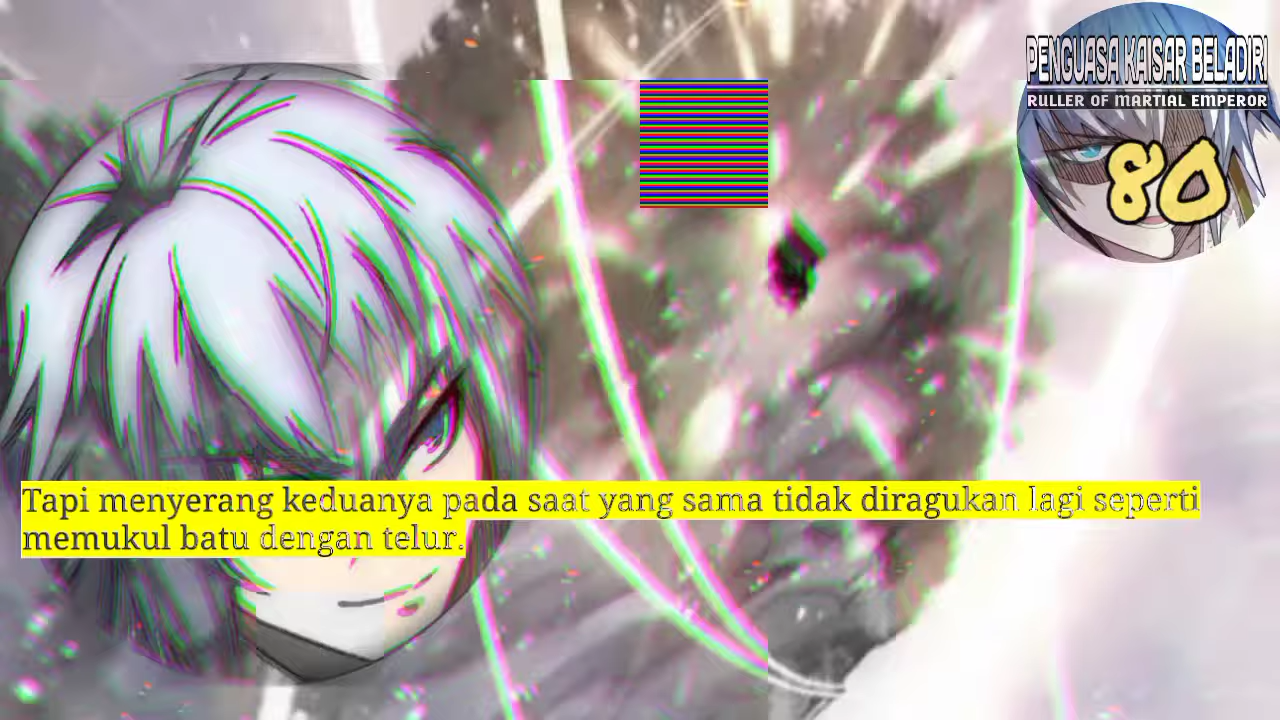 PENGUASA KAISAR BELADIRI
RULLER OF MARTIAL EMPEROR
80
Tapi menyerang keduanya pada saat yang sama tidak diragukan lagi seperti
memukul batu dengan telur.